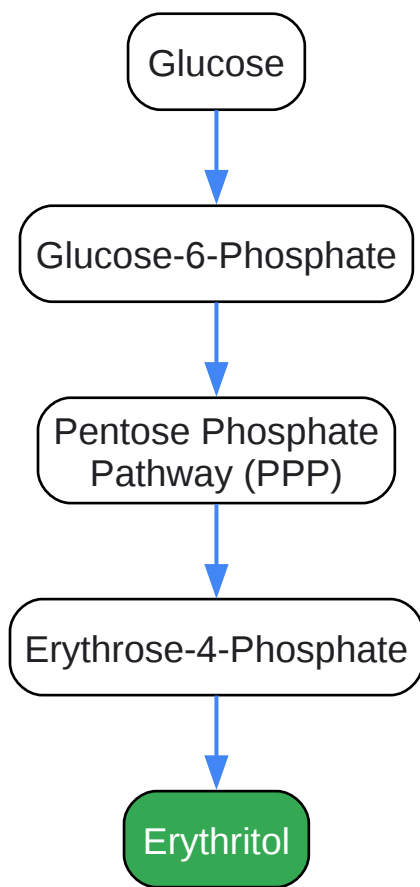 Glucose
Glucose-6-Phosphate
Pentose Phosphate
Pathway (PPP)
Erythrose-4-Phosphate
Erythritol